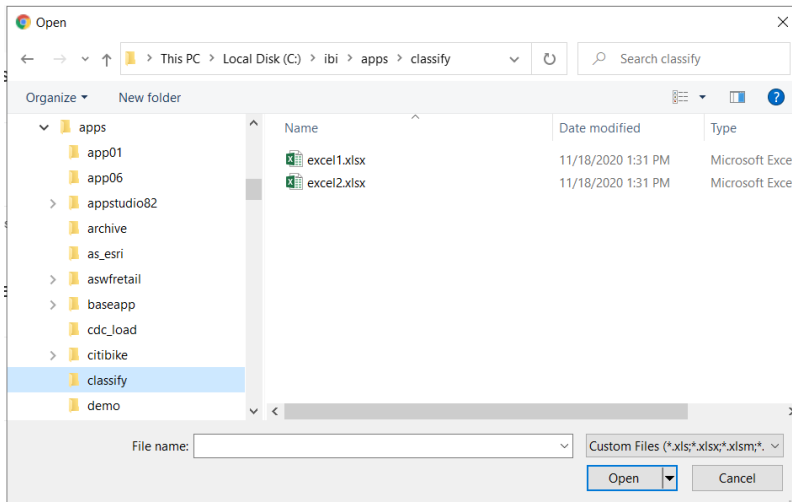 Open
This PC > Local Disk (C:) > ibi > apps > classify
Search classify
Organize
New folder
?
apps
app01
app06
appstudio82
archive
as_esri
aswfretail
baseapp
cdc_load
citibike
classify
demo
Name Date modified Type
excel1.xlsx 11/18/2020 1:31 PM Microsoft Exce
excel2.xlsx 11/18/2020 1:31 PM Microsoft Exce
File name:
Custom Files (*.xls;*.xlsx;*.xlsm;*.
Open
Cancel